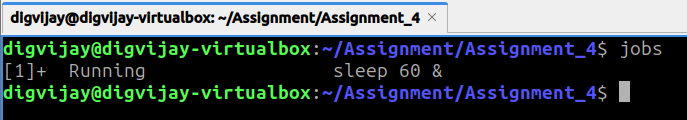 digvijay@digvijay-virtualbox: ~/Assignment/Assignment_4 ×
digvijay@digvijay-virtualbox:~/Assignment/Assignment_4$ jobs
[1]+  Running                 sleep 60 &
digvijay@digvijay-virtualbox:~/Assignment/Assignment_4$